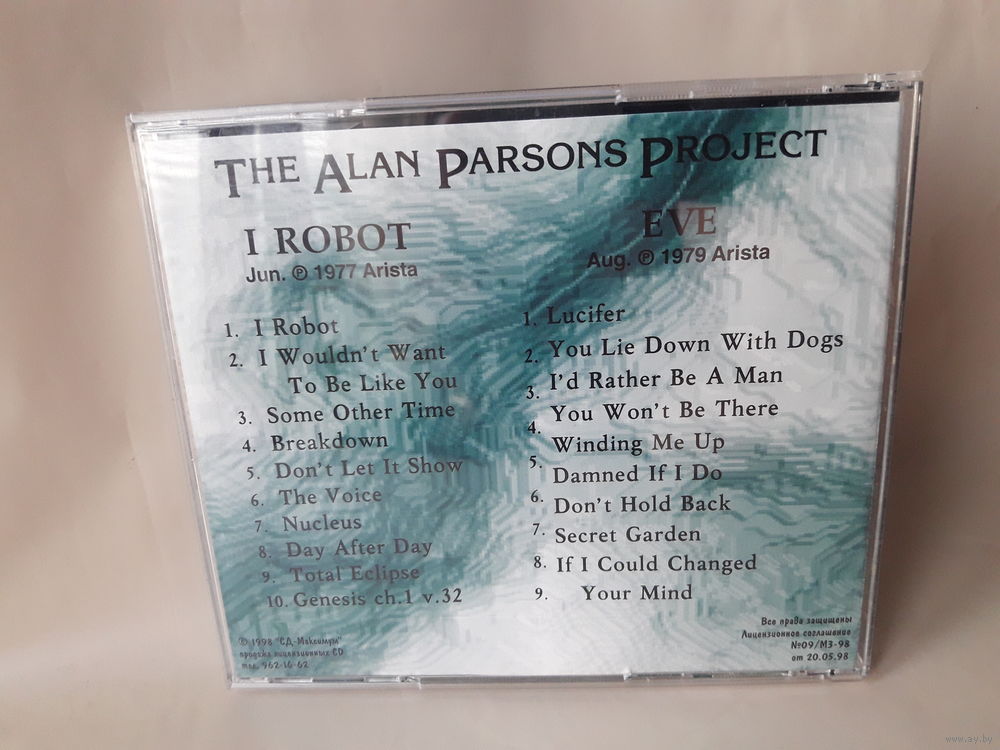 THE ALAN PARSONS PROJECT
I ROBOT
Jun. ℗ 1977 Arista
1. I Robot
2. I Wouldn't Want
To Be Like You
3. Some Other Time
4. Breakdown
5. Don't Let It Show
6. The Voice
7. Nucleus
8. Day After Day
9. Total Eclipse
10. Genesis ch.1 v.32
EVE
Aug. ℗ 1979 Arista
1. Lucifer
2. You Lie Down With Dogs
3. I'd Rather Be A Man
You Won't Be There
4. Winding Me Up
5. Damned If I Do
6. Don't Hold Back
7. Secret Garden
8. If I Could Changed
9. Your Mind
© 1998 "СД-Максимум"
продажа лицензионных CD
тел. 962-16-62
Все права защищены
Лицензионное соглашение
№09/МЗ-98
от 20.05.98
www.ay.by